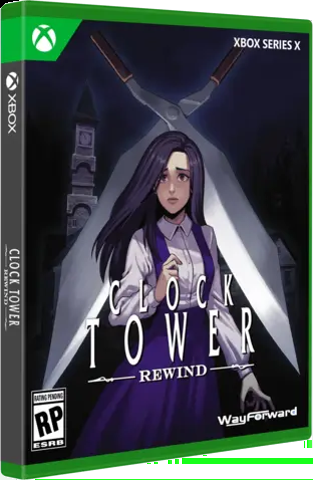 XBOX SERIES X
XBOX
CLOCK TOWER
REWIND
CLOCK
TOWER
REWIND
RATING PENDING
RP
ESRB
WayForward